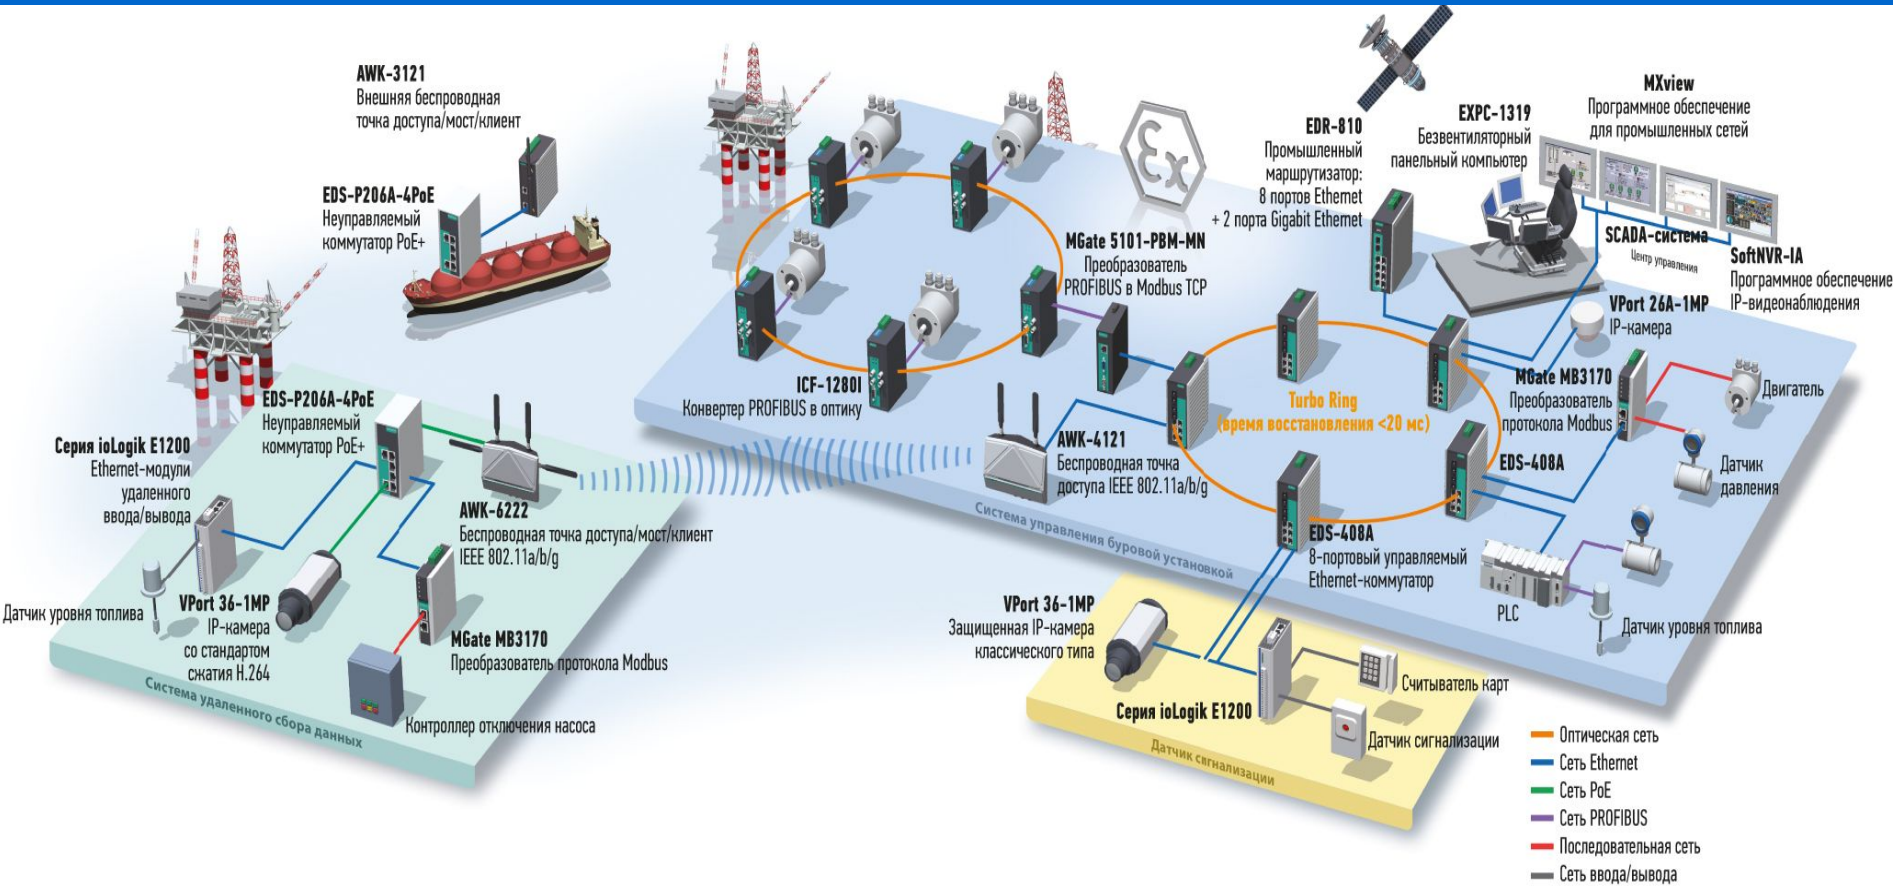 AWK-3121
Внешняя беспроводная
точка доступа/мост/клиент
EDS-P206A-4PoE
Неуправляемый
коммутатор PoE+
EDS-P206A-4PoE
Неуправляемый
коммутатор PoE+
Серия ioLogik E1200
Ethernet-модули
удаленного
ввода/вывода
AWK-6222
Беспроводная точка доступа/мост/клиент
IEEE 802.11a/b/g
Датчик уровня топлива
VPort 36-1MP
IP-камера
со стандартом
сжатия H.264
MGate MB3170
Преобразователь протокола Modbus
Контроллер отключения насоса
Система удаленного сбора данных
Ex
EDR-810
Промышленный
маршрутизатор:
8 портов Ethernet
+ 2 порта Gigabit Ethernet
EXPC-1319
Безвентиляторный
панельный компьютер
MXview
Программное обеспечение
для промышленных сетей
SCADA-система
Центр управления
SoftNVR-IA
Программное обеспечение
IP-видеонаблюдения
VPort 26A-1MP
IP-камера
MGate 5101-PBM-MN
Преобразователь
PROFIBUS в Modbus TCP
ICF-1280I
Конвертер PROFIBUS в оптику
Turbo Ring
(время восстановления <20 мс)
MGate MB3170
Преобразователь
протокола Modbus
Двигатель
Датчик
давления
AWK-4121
Беспроводная точка
доступа IEEE 802.11a/b/g
EDS-408A
EDS-408A
8-портовый управляемый
Ethernet-коммутатор
PLC
Датчик уровня топлива
Система управления буровой установкой
VPort 36-1MP
Защищенная IP-камера
классического типа
Серия ioLogik E1200
Считыватель карт
Датчик сигнализации
Датчик сигнализации
Оптическая сеть
Сеть Ethernet
Сеть PoE
Сеть PROFIBUS
Последовательная сеть
Сеть ввода/вывода